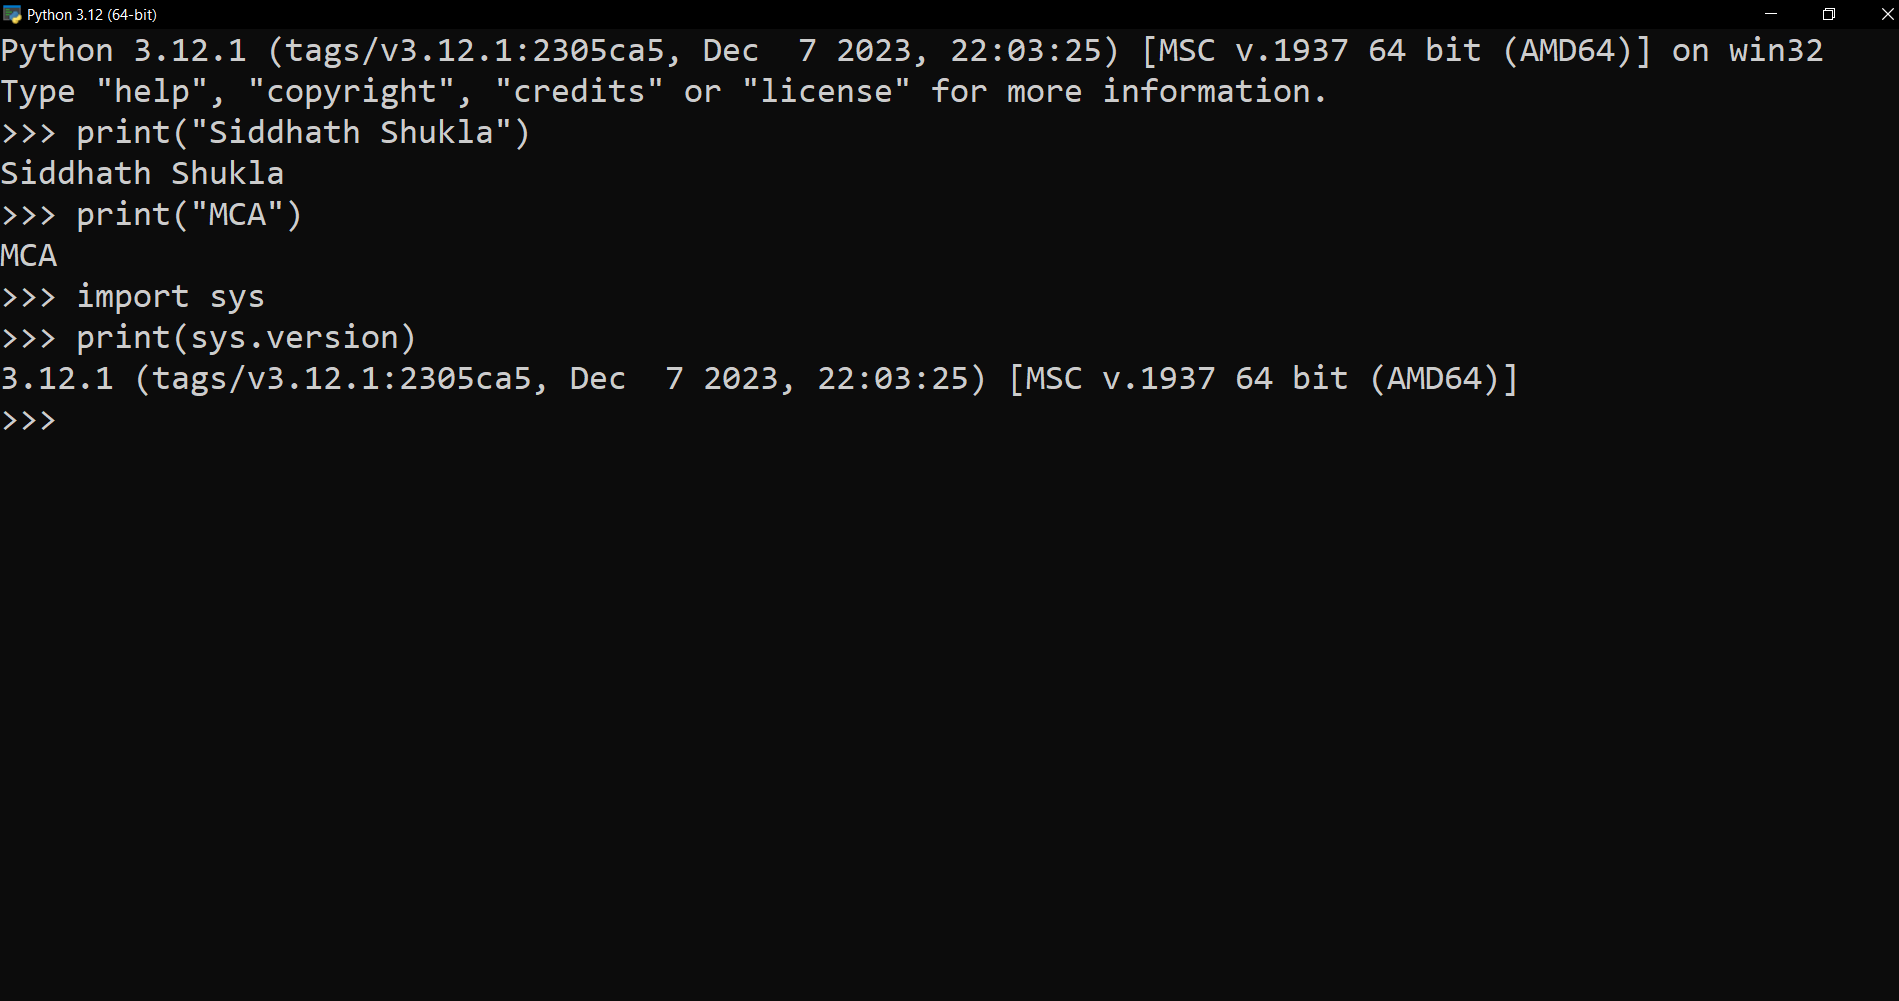 Python 3.12 (64-bit)
Python 3.12.1 (tags/v3.12.1:2305ca5, Dec  7 2023, 22:03:25) [MSC v.1937 64 bit (AMD64)] on win32
Type "help", "copyright", "credits" or "license" for more information.
>>> print("Siddhath Shukla")
Siddhath Shukla
>>> print("MCA")
MCA
>>> import sys
>>> print(sys.version)
3.12.1 (tags/v3.12.1:2305ca5, Dec  7 2023, 22:03:25) [MSC v.1937 64 bit (AMD64)]
>>>